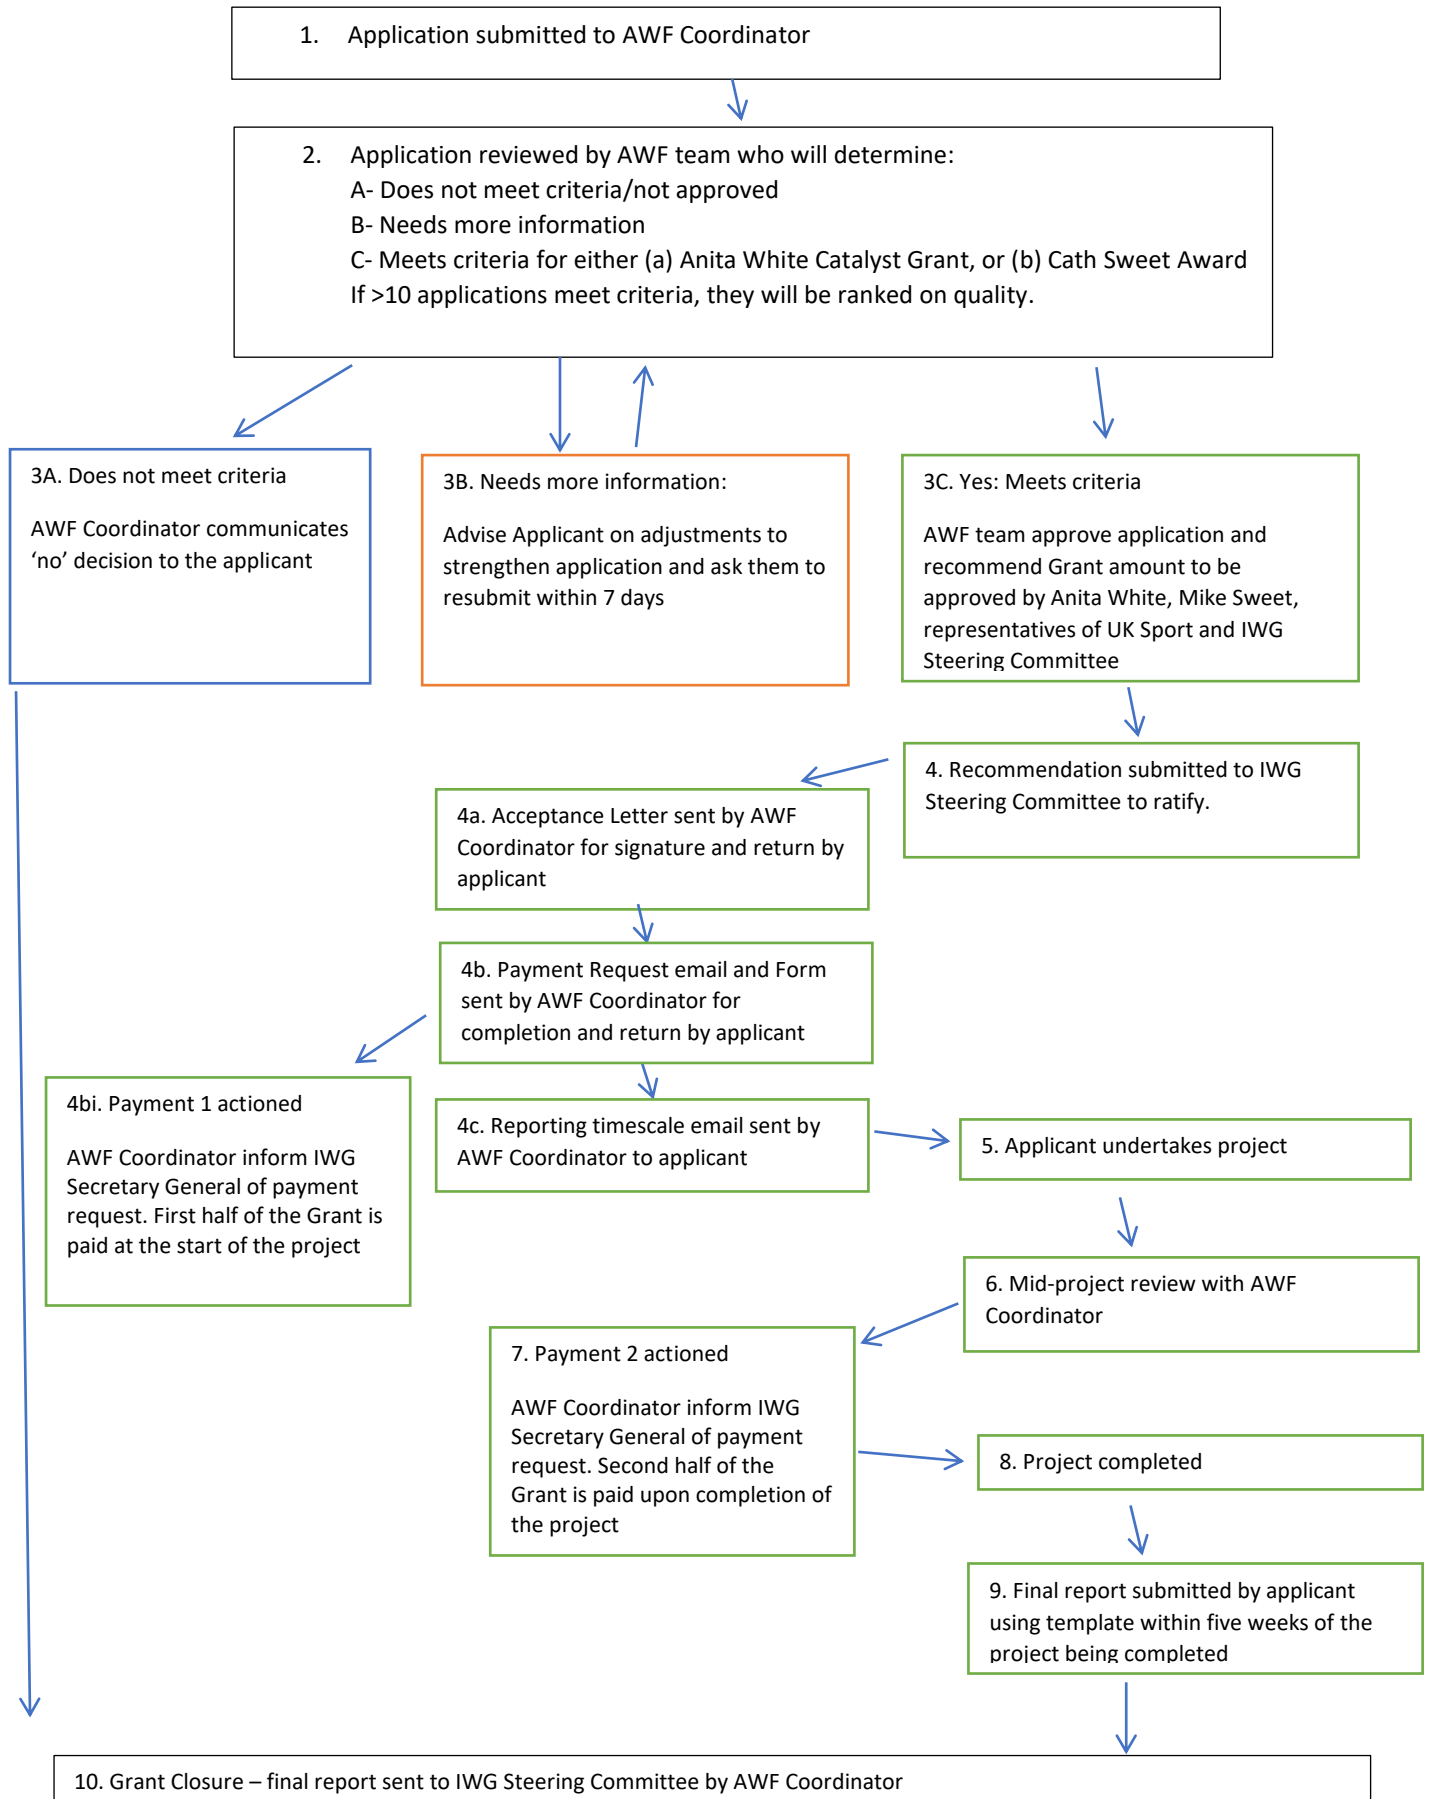 1. Application submitted to AWF Coordinator
2. Application reviewed by AWF team who will determine:
A- Does not meet criteria/not approved
B- Needs more information
C- Meets criteria for either (a) Anita White Catalyst Grant, or (b) Cath Sweet Award
If >10 applications meet criteria, they will be ranked on quality.
3A. Does not meet criteria
AWF Coordinator communicates
‘no’ decision to the applicant
3B. Needs more information:
Advise Applicant on adjustments to
strengthen application and ask them to
resubmit within 7 days
3C. Yes: Meets criteria
AWF team approve application and
recommend Grant amount to be
approved by Anita White, Mike Sweet,
representatives of UK Sport and IWG
Steering Committee
4. Recommendation submitted to IWG
Steering Committee to ratify.
4a. Acceptance Letter sent by AWF
Coordinator for signature and return by
applicant
4b. Payment Request email and Form
sent by AWF Coordinator for
completion and return by applicant
4bi. Payment 1 actioned
AWF Coordinator inform IWG
Secretary General of payment
request. First half of the Grant is
paid at the start of the project
4c. Reporting timescale email sent by
AWF Coordinator to applicant
5. Applicant undertakes project
6. Mid-project review with AWF
Coordinator
7. Payment 2 actioned
AWF Coordinator inform IWG
Secretary General of payment
request. Second half of the
Grant is paid upon completion of
the project
8. Project completed
9. Final report submitted by applicant
using template within five weeks of the
project being completed
10. Grant Closure – final report sent to IWG Steering Committee by AWF Coordinator